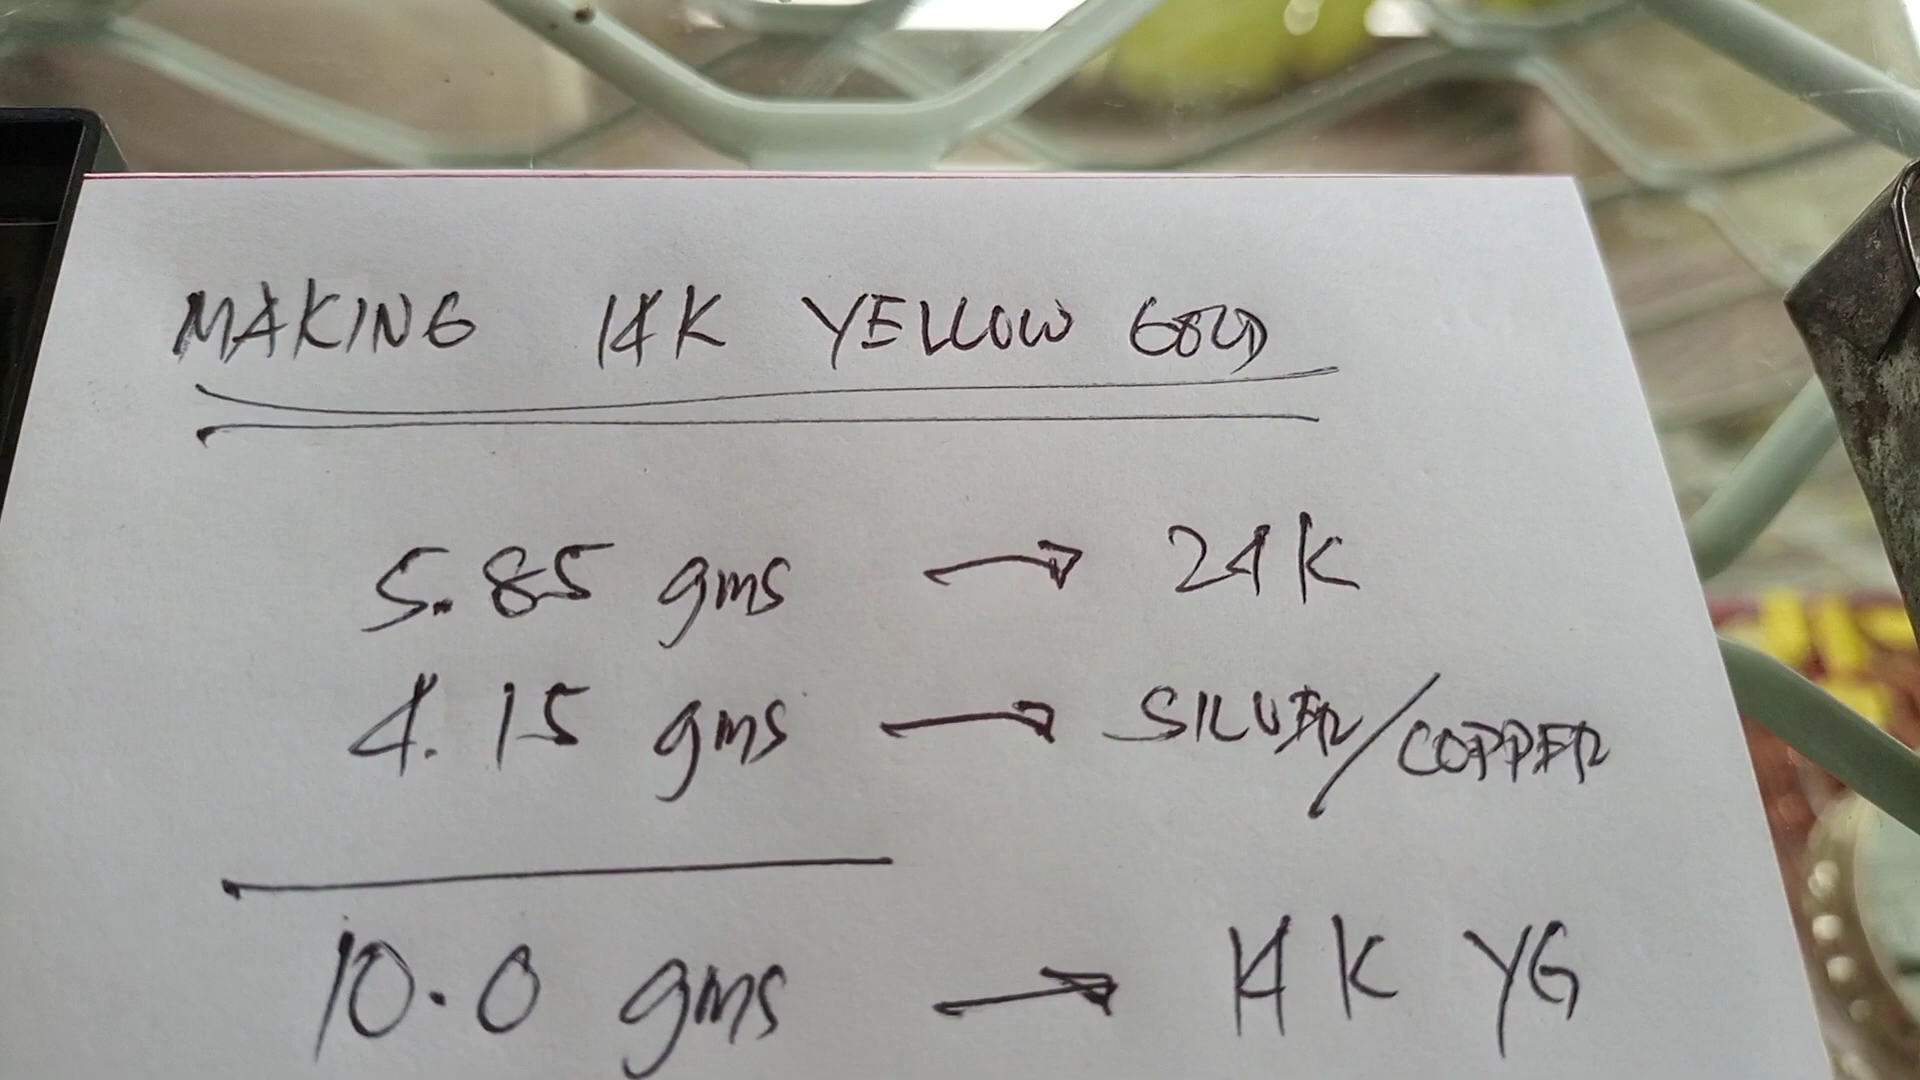 MAKING 14K YELLOW GOLD
5.85 gms → 24K
4.15 gms → SILVER/COPPER
10.0 gms → 14K YG